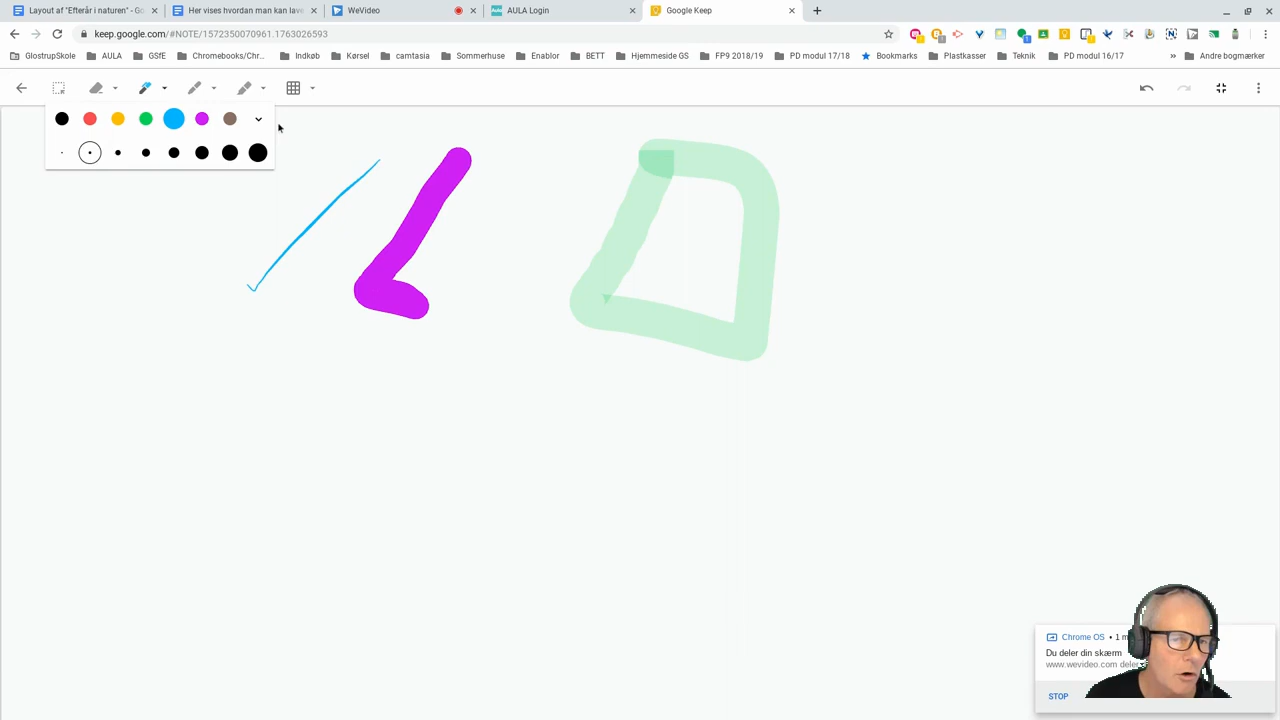 Layout af "Efterår i naturen" - Go
Her vises hvordan man kan lave
WeVideo
AULA Login
Google Keep
keep.google.com/#NOTE/1572350070961.1763026593
GlostrupSkole
AULA
GSfE
Chromebooks/Chr...
Indkøb
Kørsel
camtasia
Sommerhuse
Enablor
BETT
Hjemmeside GS
FP9 2018/19
PD modul 17/18
Bookmarks
Plastkasser
Teknik
PD modul 16/17
»
Andre bogmærker
Chrome OS • 1 m
Du deler din skærm
www.wevideo.com deler
STOP